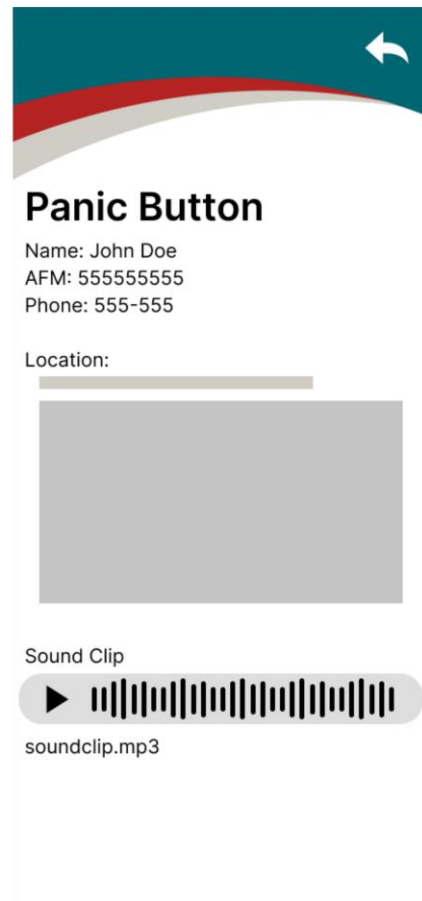 Panic Button
Name: John Doe
AFM: 555555555
Phone: 555-555
Location:
Sound Clip
soundclip.mp3